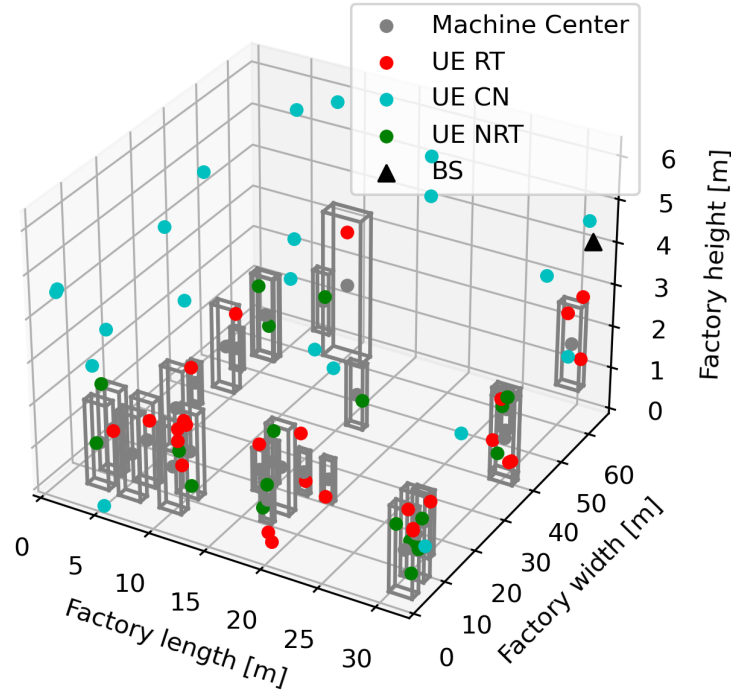 Machine Center
UE RT
UE CN
UE NRT
BS
6
5
4
3
2
1
0
Factory height [m]
0
5
10
15
20
25
30
Factory length [m]
0
10
20
30
40
50
60
Factory width [m]